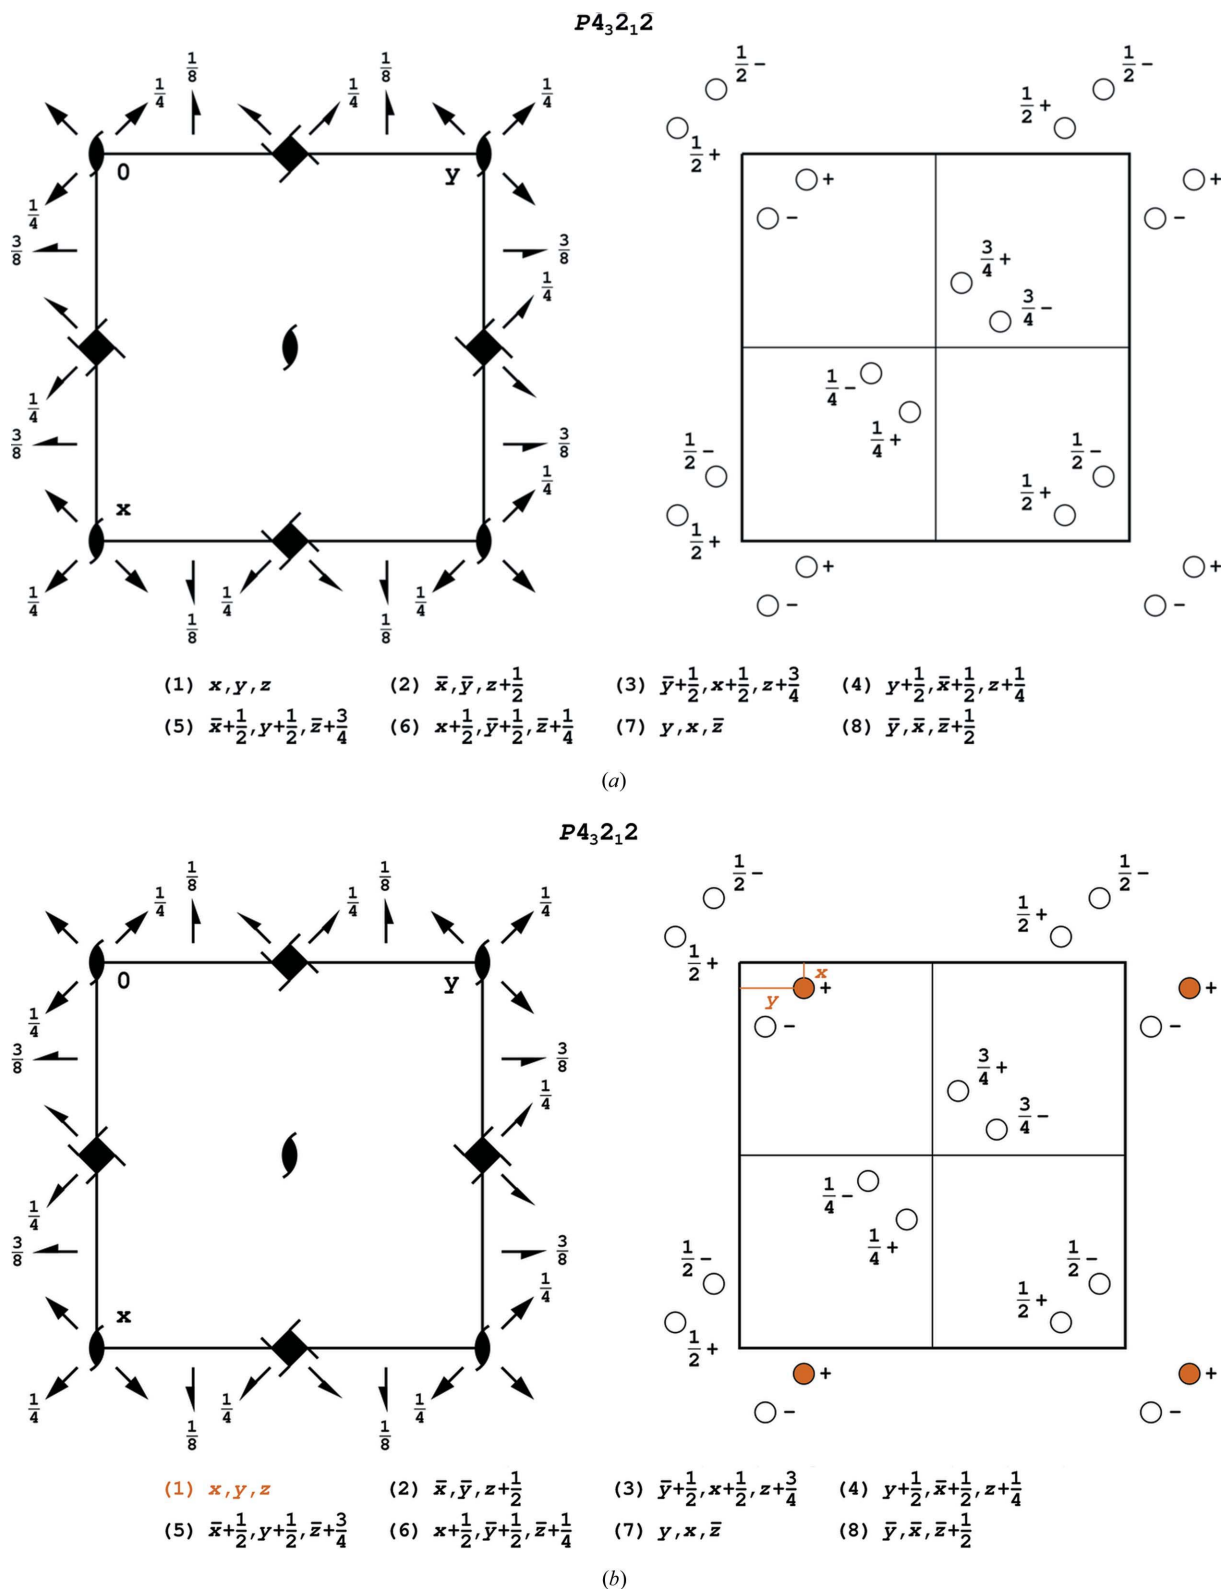 P4₃2₁2
1/8 1/8 1/2− 1/2−
1/4 1/4 1/4 1/2+
1/2+
0 y + +
− −
1/4
3/8 3/8 3/4+
1/4 3/4−
1/4 1/4−
3/8 3/8 1/4+
1/2− 1/2−
1/4 1/2+
x
1/2+
+ +
1/4 1/4 1/4 − −
1/8 1/8
(1) x,y,z (2) x̄,ȳ,z+1/2 (3) ȳ+1/2,x+1/2,z+3/4 (4) y+1/2,x̄+1/2,z+1/4
(5) x̄+1/2,y+1/2,z̄+3/4 (6) x+1/2,ȳ+1/2,z̄+1/4 (7) y,x,z̄ (8) ȳ,x̄,z̄+1/2
(a)
P4₃2₁2
1/8 1/8 1/2− 1/2−
1/4 1/4 1/4 1/2+
1/2+
0 y x
+ +
y
− −
1/4
3/8 3/8 3/4+
1/4 3/4−
1/4 1/4−
3/8 3/8 1/4+
1/2− 1/2−
1/4 1/2+
x
1/2+
+ +
1/4 1/4 1/4 − −
1/8 1/8
(1) x,y,z (2) x̄,ȳ,z+1/2 (3) ȳ+1/2,x+1/2,z+3/4 (4) y+1/2,x̄+1/2,z+1/4
(5) x̄+1/2,y+1/2,z̄+3/4 (6) x+1/2,ȳ+1/2,z̄+1/4 (7) y,x,z̄ (8) ȳ,x̄,z̄+1/2
(b)